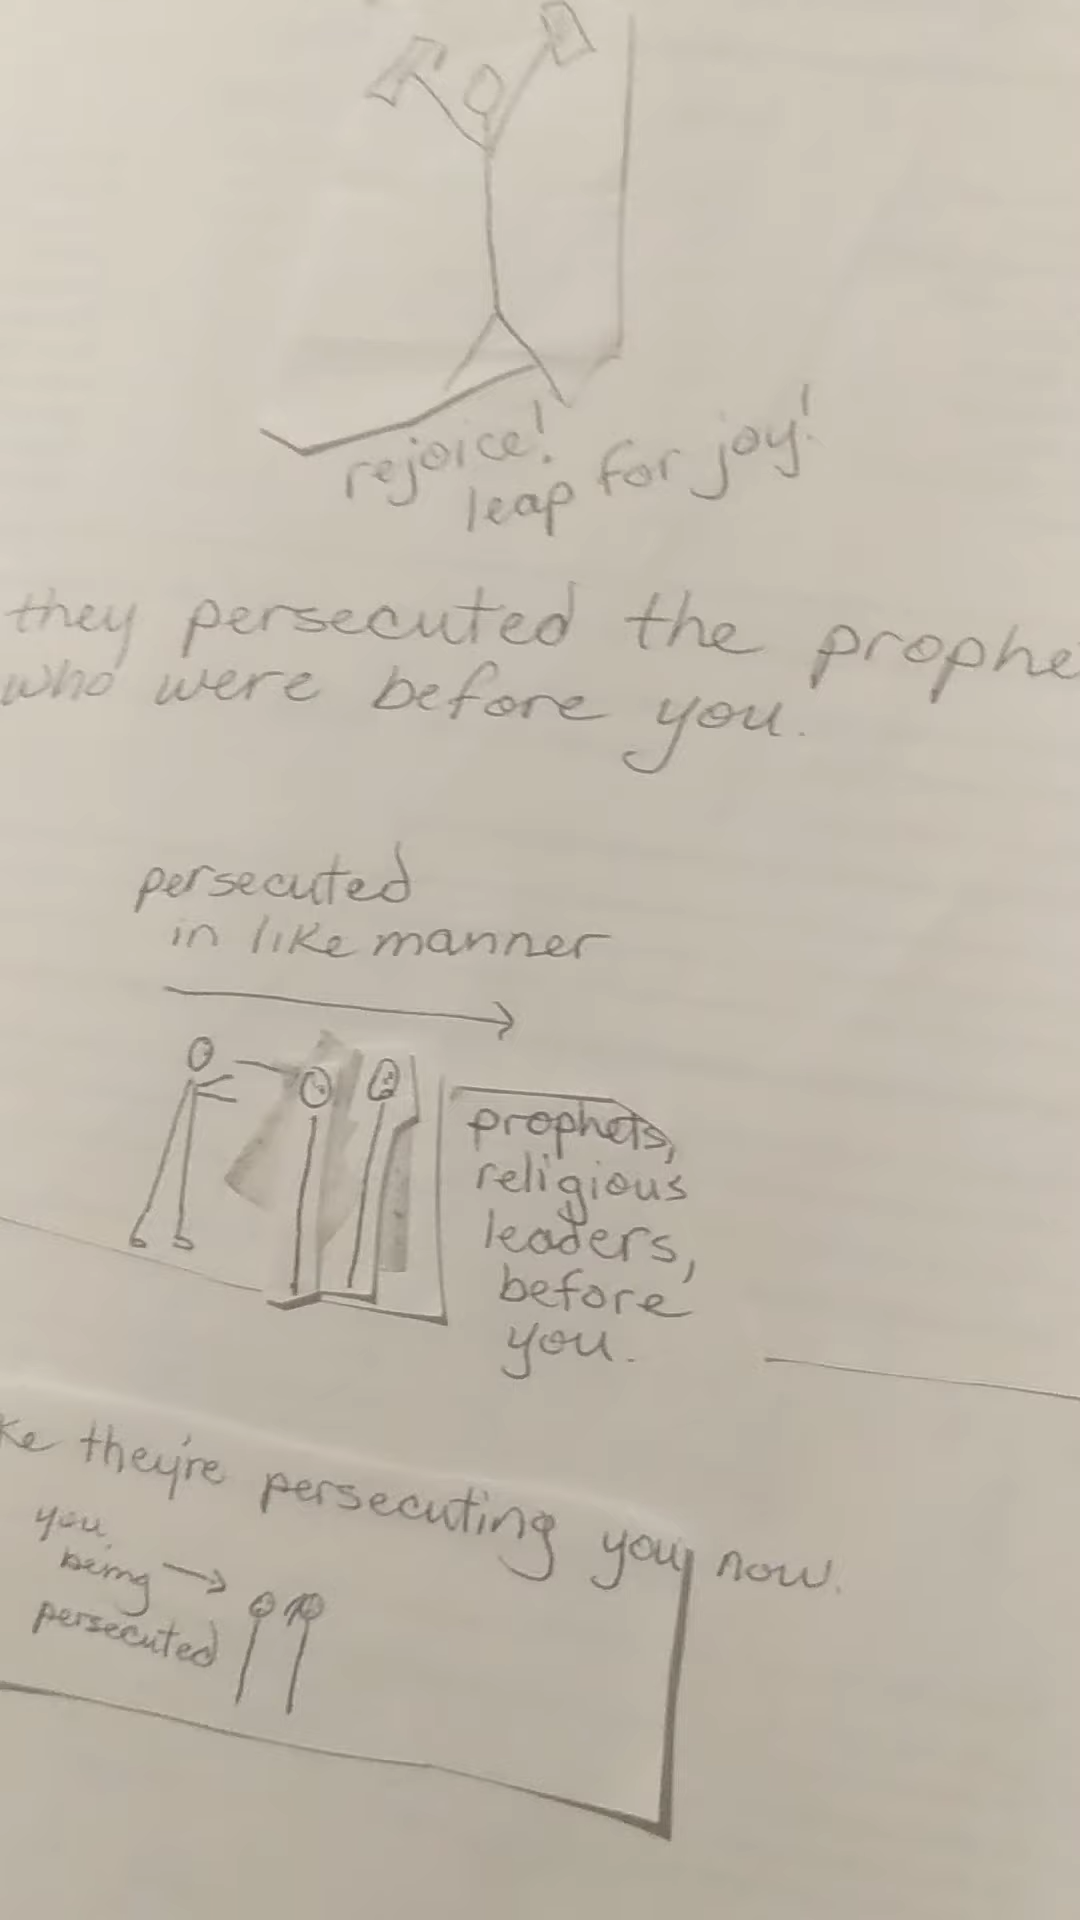 rejoice!
leap for joy!
they persecuted the prophe
who were before you.
persecuted
in like manner
prophets,
religious
leaders,
before
you.
ke they're persecuting you now.
you,
being
persecuted